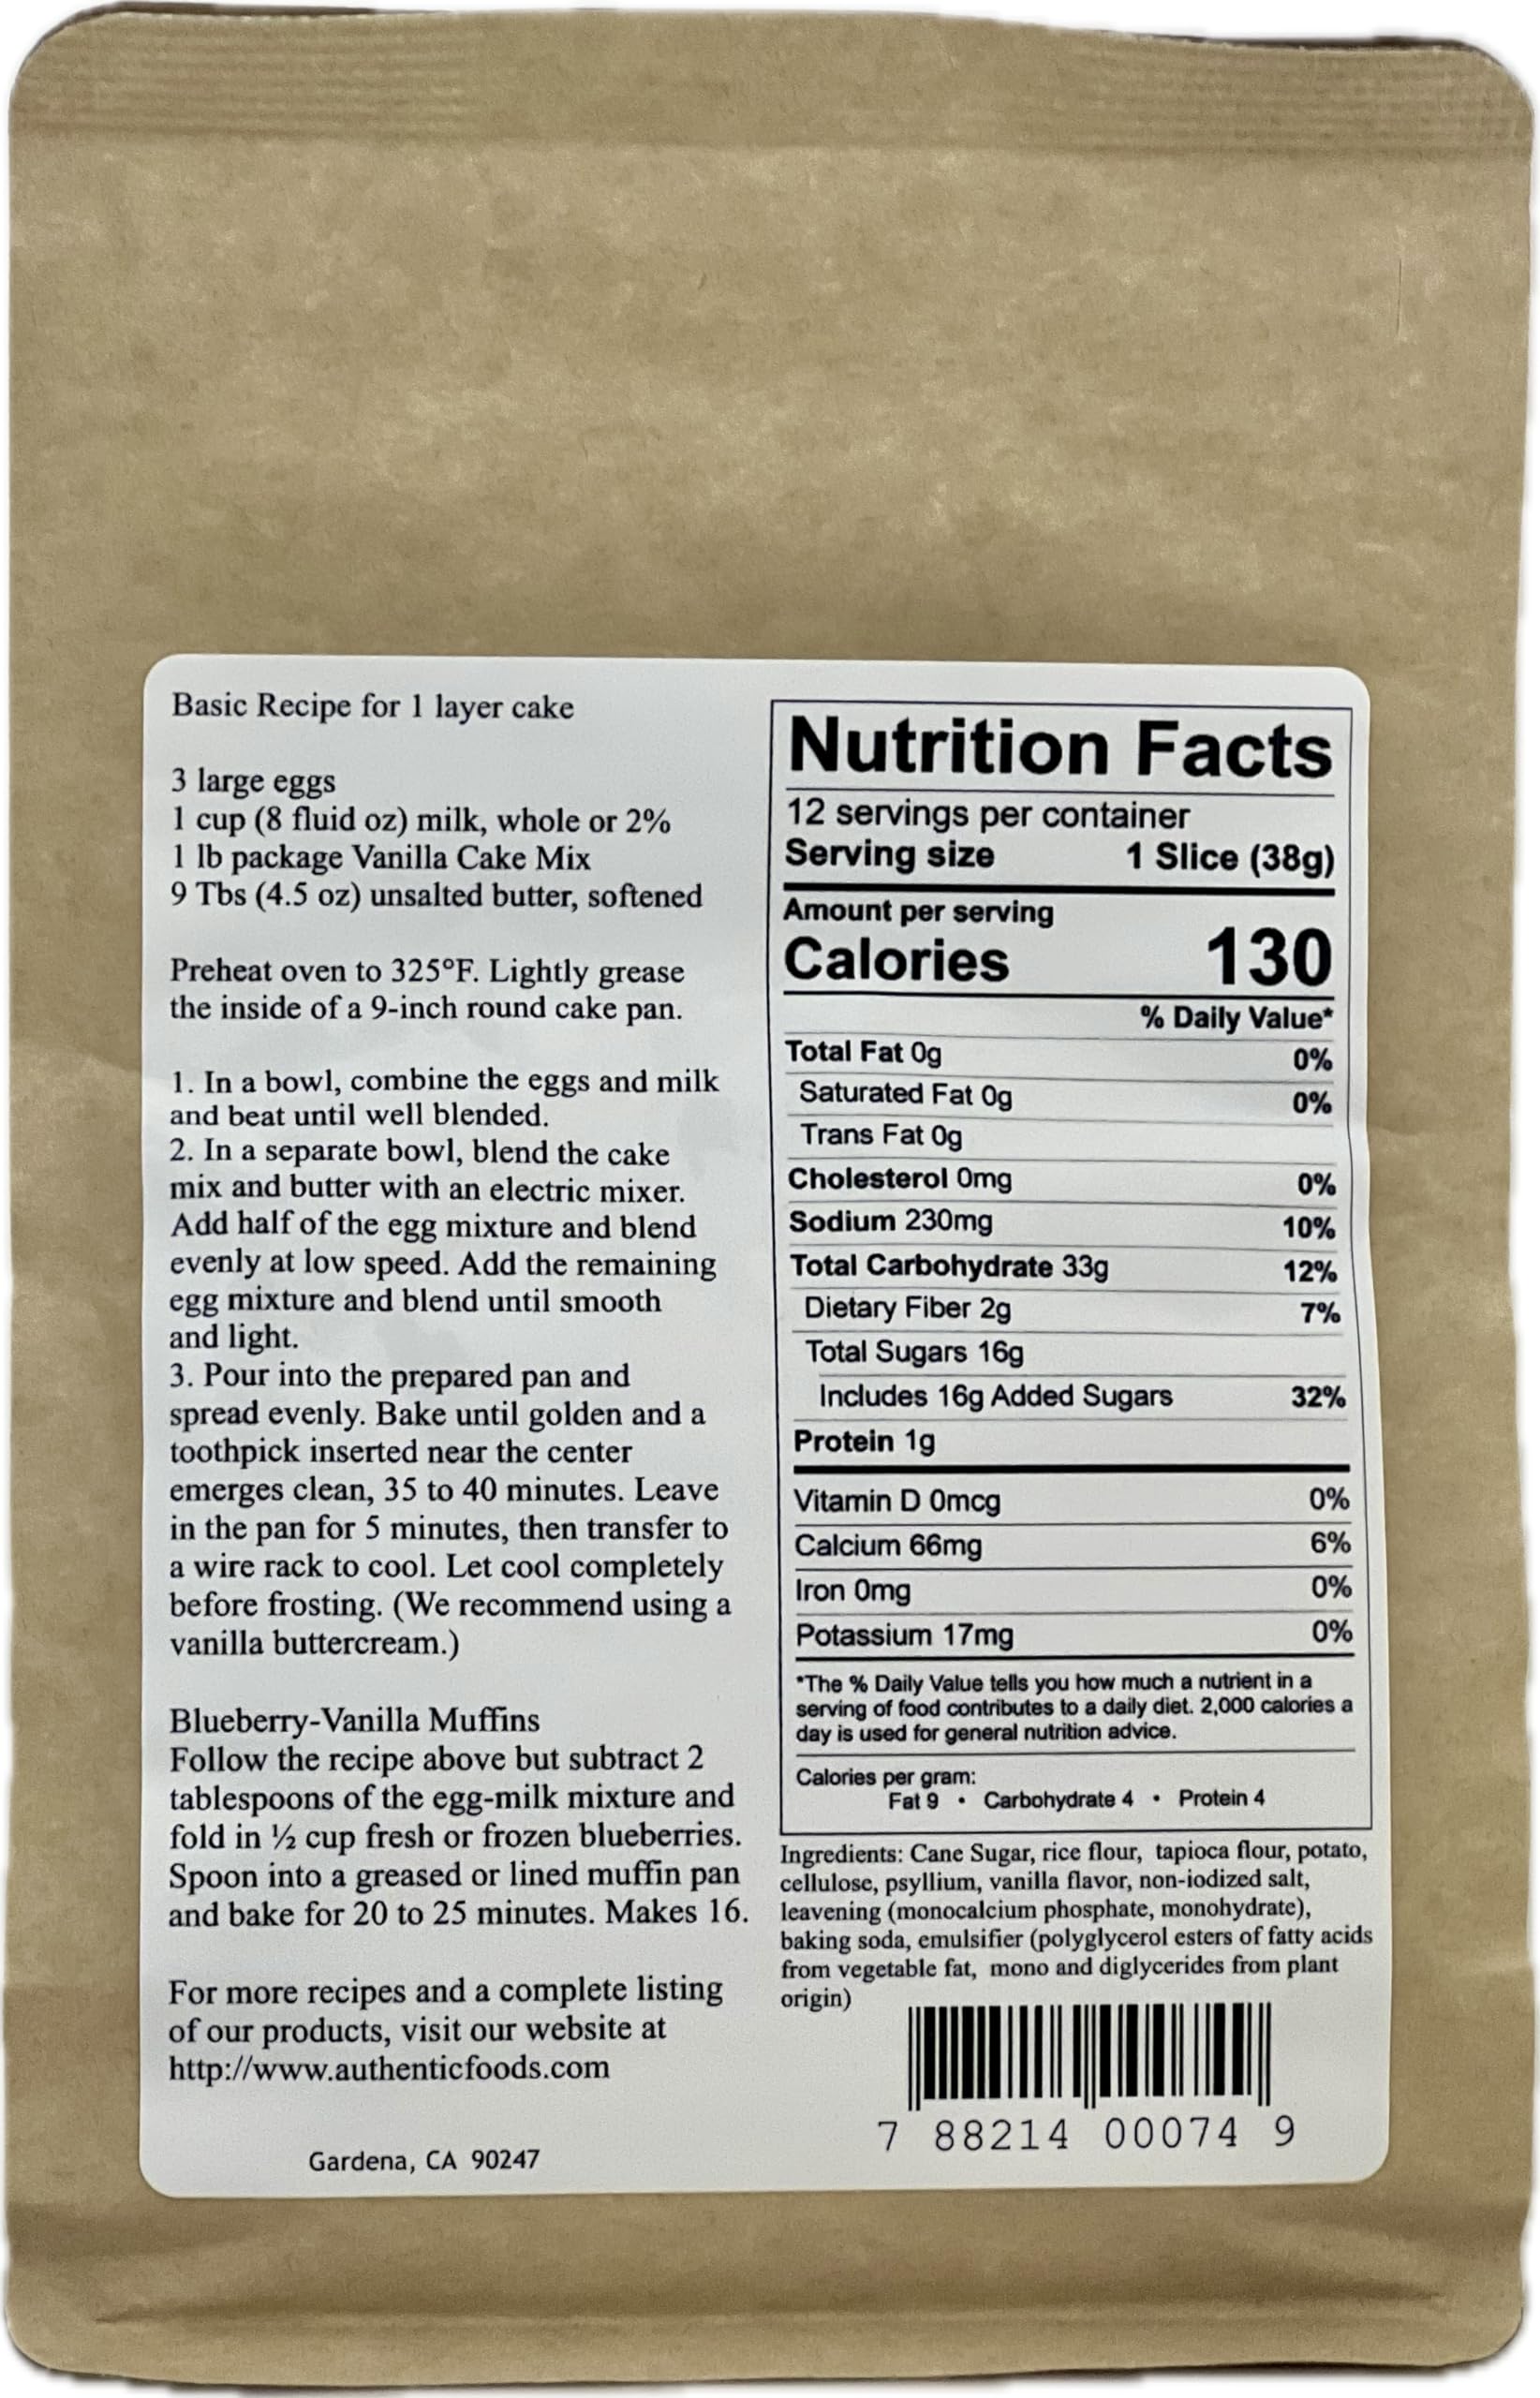 Basic Recipe for 1 layer cake
3 large eggs
1 cup (8 fluid oz) milk, whole or 2%
1 lb package Vanilla Cake Mix
9 Tbs (4.5 oz) unsalted butter, softened
Preheat oven to 325°F. Lightly grease
the inside of a 9-inch round cake pan.
1. In a bowl, combine the eggs and milk
and beat until well blended.
2. In a separate bowl, blend the cake
mix and butter with an electric mixer.
Add half of the egg mixture and blend
evenly at low speed. Add the remaining
egg mixture and blend until smooth
and light.
3. Pour into the prepared pan and
spread evenly. Bake until golden and a
toothpick inserted near the center
emerges clean, 35 to 40 minutes. Leave
in the pan for 5 minutes, then transfer to
a wire rack to cool. Let cool completely
before frosting. (We recommend using a
vanilla buttercream.)
Blueberry-Vanilla Muffins
Follow the recipe above but subtract 2
tablespoons of the egg-milk mixture and
fold in ½ cup fresh or frozen blueberries.
Spoon into a greased or lined muffin pan
and bake for 20 to 25 minutes. Makes 16.
For more recipes and a complete listing
of our products, visit our website at
http://www.authenticfoods.com
Gardena, CA 90247
Nutrition Facts
12 servings per container
Serving size 1 Slice (38g)
Amount per serving
Calories 130
% Daily Value*
Total Fat 0g 0%
Saturated Fat 0g 0%
Trans Fat 0g
Cholesterol 0mg 0%
Sodium 230mg 10%
Total Carbohydrate 33g 12%
Dietary Fiber 2g 7%
Total Sugars 16g
Includes 16g Added Sugars 32%
Protein 1g
Vitamin D 0mcg 0%
Calcium 66mg 6%
Iron 0mg 0%
Potassium 17mg 0%
*The % Daily Value tells you how much a nutrient in a
serving of food contributes to a daily diet. 2,000 calories a
day is used for general nutrition advice.
Calories per gram:
Fat 9 • Carbohydrate 4 • Protein 4
Ingredients: Cane Sugar, rice flour, tapioca flour, potato,
cellulose, psyllium, vanilla flavor, non-iodized salt,
leavening (monocalcium phosphate, monohydrate),
baking soda, emulsifier (polyglycerol esters of fatty acids
from vegetable fat, mono and diglycerides from plant
origin)
7 88214 00074 9